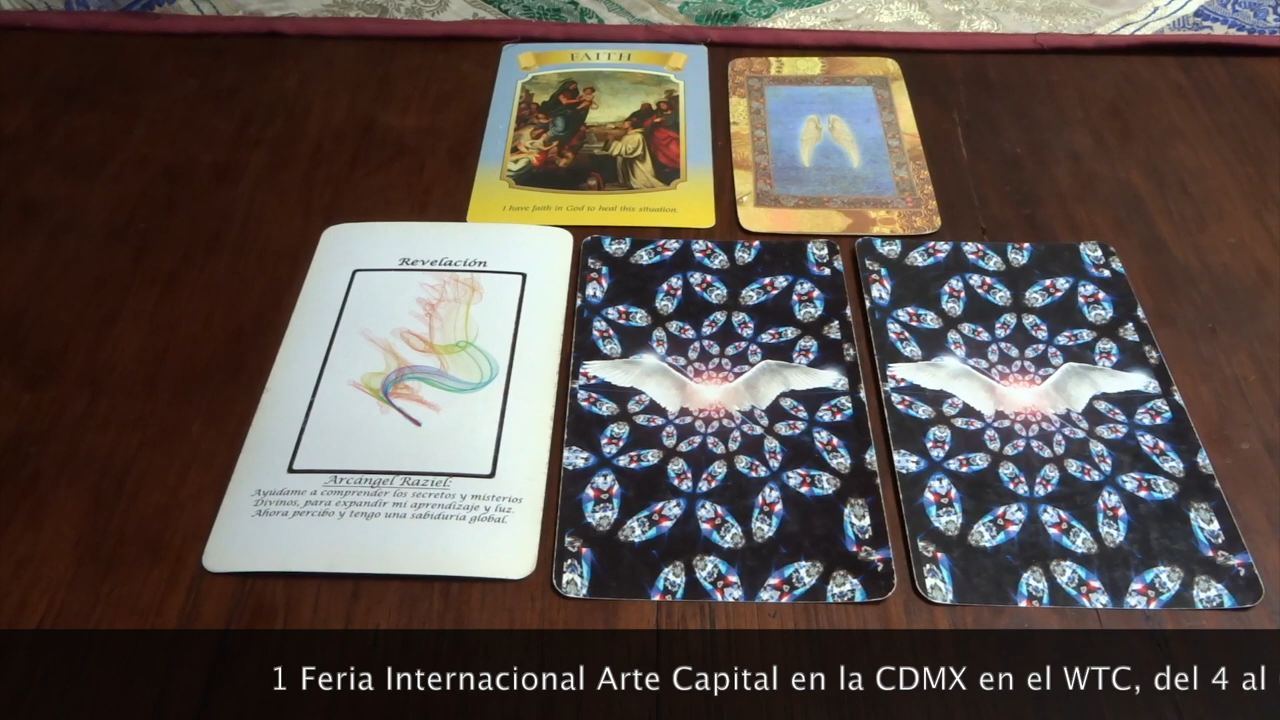 FAITH
I have faith in God to heal this situation.
Revelación
Arcángel Raziel:
Ayúdame a comprender los secretos y misterios
Divinos, para expandir mi aprendizaje y luz.
Ahora percibo y tengo una sabiduría global.
1 Feria Internacional Arte Capital en la CDMX en el WTC, del 4 al